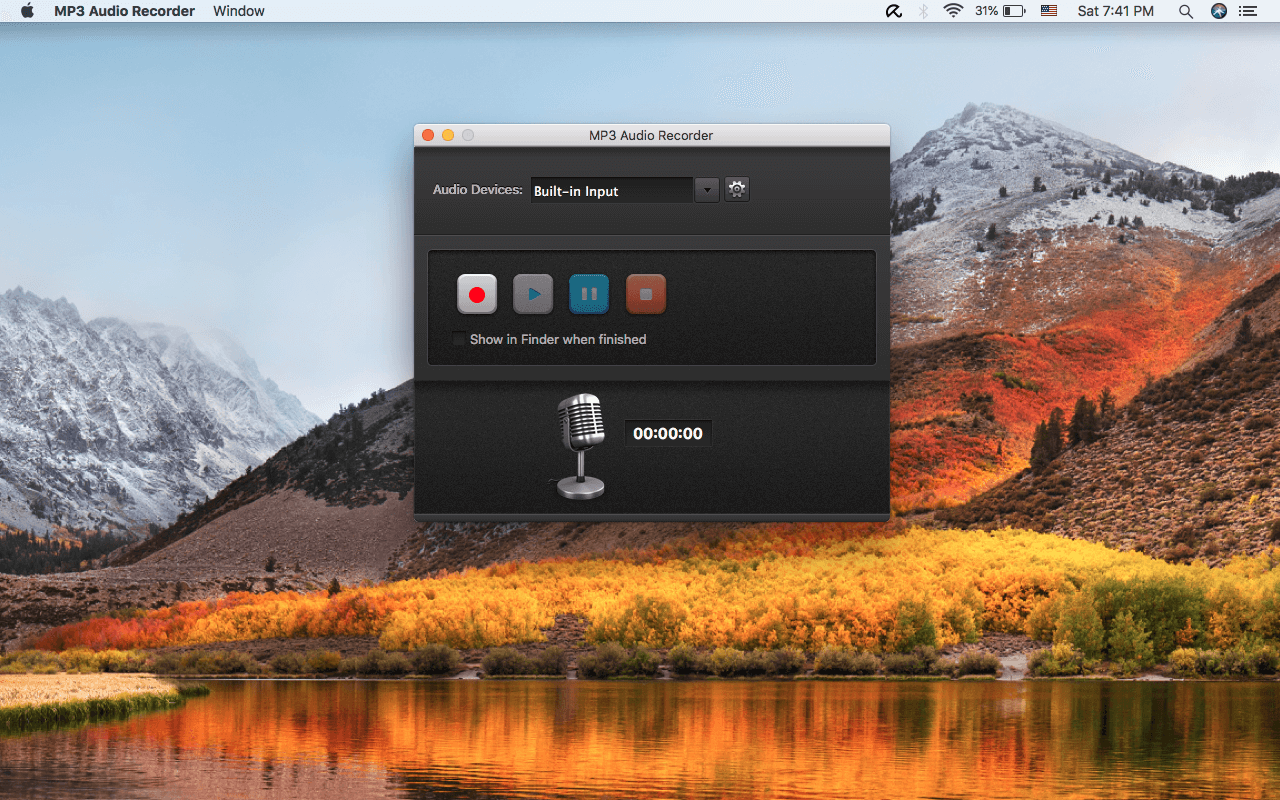 MP3 Audio Recorder Window 31% Sat 7:41 PM
MP3 Audio Recorder
Audio Devices: Built-in Input
Show in Finder when finished
00:00:00